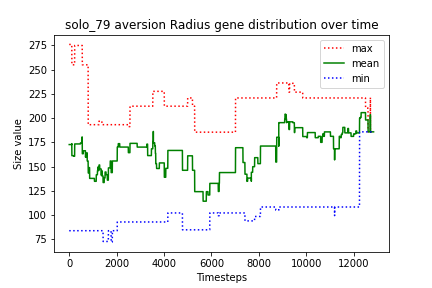 solo_79 aversion Radius gene distribution over time
275
250
225
200
175
150
125
100
75
Size value
max
mean
min
0 2000 4000 6000 8000 10000 12000
Timesteps